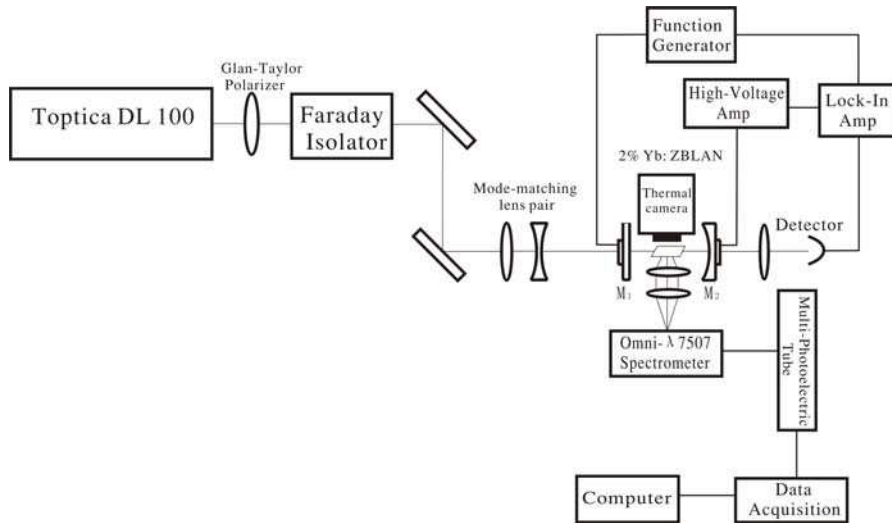 Function
Generator
Glan-Taylor
Polarizer
Toptica DL 100
Faraday
Isolator
High-Voltage
Amp
Lock-In
Amp
2% Yb: ZBLAN
Thermal
camera
Mode-matching
lens pair
Detector
M₁
M₂
Omni- λ 7507
Spectrometer
Multi-Photoelectric
Tube
Computer
Data
Acquisition